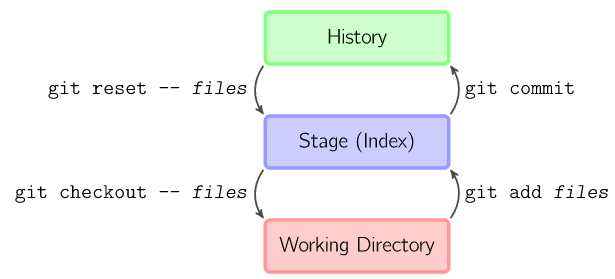 History
git reset -- files
git commit
Stage (Index)
git checkout -- files
git add files
Working Directory